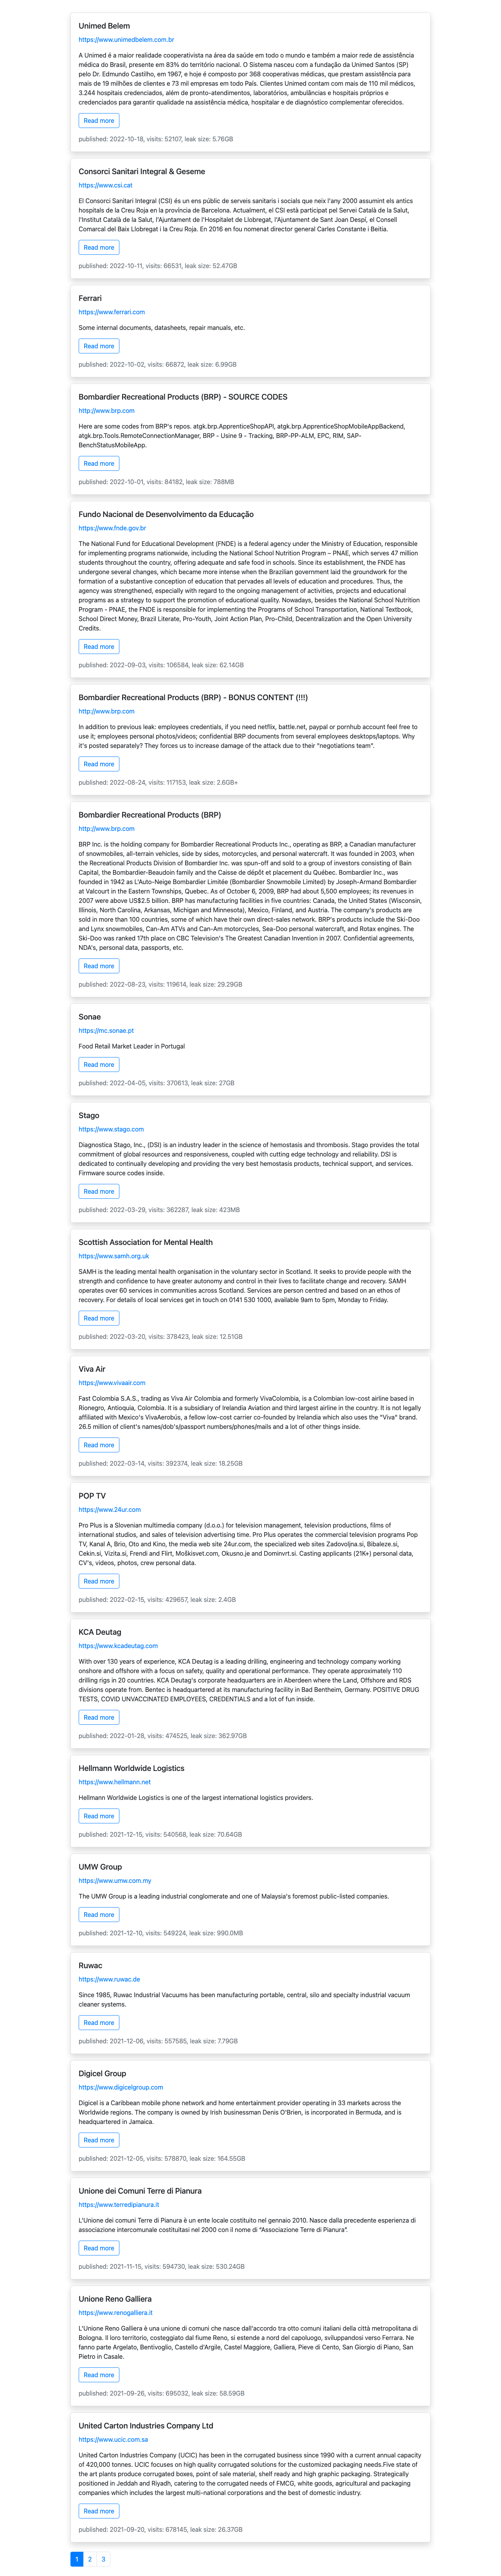 Unimed Belem
https://www.unimedbelem.com.br
A Unimed é a maior realidade cooperativista na área da saúde em todo o mundo e também a maior rede de assistência
médica do Brasil, presente em 83% do território nacional. O Sistema nasceu com a fundação da Unimed Santos (SP)
pelo Dr. Edmundo Castilho, em 1967, e hoje é composto por 368 cooperativas médicas, que prestam assistência para
mais de 19 milhões de clientes e 73 mil empresas em todo País. Clientes Unimed contam com mais de 110 mil médicos,
3.244 hospitais credenciados, além de pronto-atendimentos, laboratórios, ambulâncias e hospitais próprios e
credenciados para garantir qualidade na assistência médica, hospitalar e de diagnóstico complementar oferecidos.
Read more
published: 2022-10-18, visits: 52107, leak size: 5.76GB
Consorci Sanitari Integral & Geseme
https://www.csi.cat
El Consorci Sanitari Integral (CSI) és un ens públic de serveis sanitaris i socials que neix l'any 2000 assumint els antics
hospitals de la Creu Roja en la província de Barcelona. Actualment, el CSI està participat pel Servei Català de la Salut,
l'Institut Català de la Salut, l'Ajuntament de l'Hospitalet de Llobregat, l'Ajuntament de Sant Joan Despí, el Consell
Comarcal del Baix Llobregat i la Creu Roja. En 2016 en fou nomenat director general Carles Constante i Beitia.
Read more
published: 2022-10-11, visits: 66531, leak size: 52.47GB
Ferrari
https://www.ferrari.com
Some internal documents, datasheets, repair manuals, etc.
Read more
published: 2022-10-02, visits: 66872, leak size: 6.99GB
Bombardier Recreational Products (BRP) - SOURCE CODES
http://www.brp.com
Here are some codes from BRP's repos. atgk.brp.ApprenticeShopAPI, atgk.brp.ApprenticeShopMobileAppBackend,
atgk.brp.Tools.RemoteConnectionManager, BRP - Usine 9 - Tracking, BRP-PP-ALM, EPC, RIM, SAP-
BenchStatusMobileApp.
Read more
published: 2022-10-01, visits: 84182, leak size: 788MB
Fundo Nacional de Desenvolvimento da Educação
https://www.fnde.gov.br
The National Fund for Educational Development (FNDE) is a federal agency under the Ministry of Education, responsible
for implementing programs nationwide, including the National School Nutrition Program – PNAE, which serves 47 million
students throughout the country, offering adequate and safe food in schools. Since its establishment, the FNDE has
undergone several changes, which became more intense when the Brazilian government laid the groundwork for the
formation of a substantive conception of education that pervades all levels of education and procedures. Thus, the
agency was strengthened, especially with regard to the ongoing management of activities, projects and educational
programs as a strategy to support the promotion of educational quality. Nowadays, besides the National School Nutrition
Program - PNAE, the FNDE is responsible for implementing the Programs of School Transportation, National Textbook,
School Direct Money, Brazil Literate, Pro-Youth, Joint Action Plan, Pro-Child, Decentralization and the Open University
Credits.
Read more
published: 2022-09-03, visits: 106584, leak size: 62.14GB
Bombardier Recreational Products (BRP) - BONUS CONTENT (!!!)
http://www.brp.com
In addition to previous leak: employees credentials, if you need netflix, battle.net, paypal or pornhub account feel free to
use it; employees personal photos/videos; confidential BRP documents from several employees desktops/laptops. Why
it's posted separately? They forces us to increase damage of the attack due to their "negotiations team".
Read more
published: 2022-08-24, visits: 117153, leak size: 2.6GB+
Bombardier Recreational Products (BRP)
http://www.brp.com
BRP Inc. is the holding company for Bombardier Recreational Products Inc., operating as BRP, a Canadian manufacturer
of snowmobiles, all-terrain vehicles, side by sides, motorcycles, and personal watercraft. It was founded in 2003, when
the Recreational Products Division of Bombardier Inc. was spun-off and sold to a group of investors consisting of Bain
Capital, the Bombardier-Beaudoin family and the Caisse de dépôt et placement du Québec. Bombardier Inc., was
founded in 1942 as L'Auto-Neige Bombardier Limitée (Bombardier Snowmobile Limited) by Joseph-Armand Bombardier
at Valcourt in the Eastern Townships, Quebec. As of October 6, 2009, BRP had about 5,500 employees; its revenues in
2007 were above US$2.5 billion. BRP has manufacturing facilities in five countries: Canada, the United States (Wisconsin,
Illinois, North Carolina, Arkansas, Michigan and Minnesota), Mexico, Finland, and Austria. The company's products are
sold in more than 100 countries, some of which have their own direct-sales network. BRP's products include the Ski-Doo
and Lynx snowmobiles, Can-Am ATVs and Can-Am motorcycles, Sea-Doo personal watercraft, and Rotax engines. The
Ski-Doo was ranked 17th place on CBC Television's The Greatest Canadian Invention in 2007. Confidential agreements,
NDA's, personal data, passports, etc.
Read more
published: 2022-08-23, visits: 119614, leak size: 29.29GB
Sonae
https://mc.sonae.pt
Food Retail Market Leader in Portugal
Read more
published: 2022-04-05, visits: 370613, leak size: 27GB
Stago
https://www.stago.com
Diagnostica Stago, Inc., (DSI) is an industry leader in the science of hemostasis and thrombosis. Stago provides the total
commitment of global resources and responsiveness, coupled with cutting edge technology and reliability. DSI is
dedicated to continually developing and providing the very best hemostasis products, technical support, and services.
Firmware source codes inside.
Read more
published: 2022-03-29, visits: 362287, leak size: 423MB
Scottish Association for Mental Health
https://www.samh.org.uk
SAMH is the leading mental health organisation in the voluntary sector in Scotland. It seeks to provide people with the
strength and confidence to have greater autonomy and control in their lives to facilitate change and recovery. SAMH
operates over 60 services in communities across Scotland. Services are person centred and based on an ethos of
recovery. For details of local services get in touch on 0141 530 1000, available 9am to 5pm, Monday to Friday.
Read more
published: 2022-03-20, visits: 378423, leak size: 12.51GB
Viva Air
https://www.vivaair.com
Fast Colombia S.A.S., trading as Viva Air Colombia and formerly VivaColombia, is a Colombian low-cost airline based in
Rionegro, Antioquia, Colombia. It is a subsidiary of Irelandia Aviation and third largest airline in the country. It is not legally
affiliated with Mexico's VivaAerobús, a fellow low-cost carrier co-founded by Irelandia which also uses the "Viva" brand.
26.5 million of client's names/dob's/passport numbers/phones/mails and a lot of other things inside.
Read more
published: 2022-03-14, visits: 392374, leak size: 18.25GB
POP TV
https://www.24ur.com
Pro Plus is a Slovenian multimedia company (d.o.o.) for television management, television productions, films of
international studios, and sales of television advertising time. Pro Plus operates the commercial television programs Pop
TV, Kanal A, Brio, Oto and Kino, the media web site 24ur.com, the specialized web sites Zadovoljna.si, Bibaleze.si,
Cekin.si, Vizita.si, Frendi and Flirt, Moškisvet.com, Okusno.je and Dominvrt.si. Casting applicants (21K+) personal data,
CV's, videos, photos, crew personal data.
Read more
published: 2022-02-15, visits: 429657, leak size: 2.4GB
KCA Deutag
https://www.kcadeutag.com
With over 130 years of experience, KCA Deutag is a leading drilling, engineering and technology company working
onshore and offshore with a focus on safety, quality and operational performance. They operate approximately 110
drilling rigs in 20 countries. KCA Deutag's corporate headquarters are in Aberdeen where the Land, Offshore and RDS
divisions operate from. Bentec is headquartered at its manufacturing facility in Bad Bentheim, Germany. POSITIVE DRUG
TESTS, COVID UNVACCINATED EMPLOYEES, CREDENTIALS and a lot of fun inside.
Read more
published: 2022-01-28, visits: 474525, leak size: 362.97GB
Hellmann Worldwide Logistics
https://www.hellmann.net
Hellmann Worldwide Logistics is one of the largest international logistics providers.
Read more
published: 2021-12-15, visits: 540568, leak size: 70.64GB
UMW Group
https://www.umw.com.my
The UMW Group is a leading industrial conglomerate and one of Malaysia's foremost public-listed companies.
Read more
published: 2021-12-10, visits: 549224, leak size: 990.0MB
Ruwac
https://www.ruwac.de
Since 1985, Ruwac Industrial Vacuums has been manufacturing portable, central, silo and specialty industrial vacuum
cleaner systems.
Read more
published: 2021-12-06, visits: 557585, leak size: 7.79GB
Digicel Group
https://www.digicelgroup.com
Digicel is a Caribbean mobile phone network and home entertainment provider operating in 33 markets across the
Worldwide regions. The company is owned by Irish businessman Denis O'Brien, is incorporated in Bermuda, and is
headquartered in Jamaica.
Read more
published: 2021-12-05, visits: 578870, leak size: 164.55GB
Unione dei Comuni Terre di Pianura
https://www.terredipianura.it
L'Unione dei comuni Terre di Pianura è un ente locale costituito nel gennaio 2010. Nasce dalla precedente esperienza di
associazione intercomunale costituitasi nel 2000 con il nome di "Associazione Terre di Pianura".
Read more
published: 2021-11-15, visits: 594730, leak size: 530.24GB
Unione Reno Galliera
https://www.renogalliera.it
L'Unione Reno Galliera è una unione di comuni che nasce dall'accordo tra otto comuni italiani della città metropolitana di
Bologna. Il loro territorio, costeggiato dal fiume Reno, si estende a nord del capoluogo, sviluppandosi verso Ferrara. Ne
fanno parte Argelato, Bentivoglio, Castello d'Argile, Castel Maggiore, Galliera, Pieve di Cento, San Giorgio di Piano, San
Pietro in Casale.
Read more
published: 2021-09-26, visits: 695032, leak size: 58.59GB
United Carton Industries Company Ltd
https://www.ucic.com.sa
United Carton Industries Company (UCIC) has been in the corrugated business since 1990 with a current annual capacity
of 420,000 tonnes. UCIC focuses on high quality corrugated solutions for the customized packaging needs.Five state of
the art plants produce corrugated boxes, point of sale material, shelf ready and high graphic packaging. Strategically
positioned in Jeddah and Riyadh, catering to the corrugated needs of FMCG, white goods, agricultural and packaging
companies which includes the largest multi-national corporations and the best of domestic industry.
Read more
published: 2021-09-20, visits: 678145, leak size: 26.37GB
1 2 3